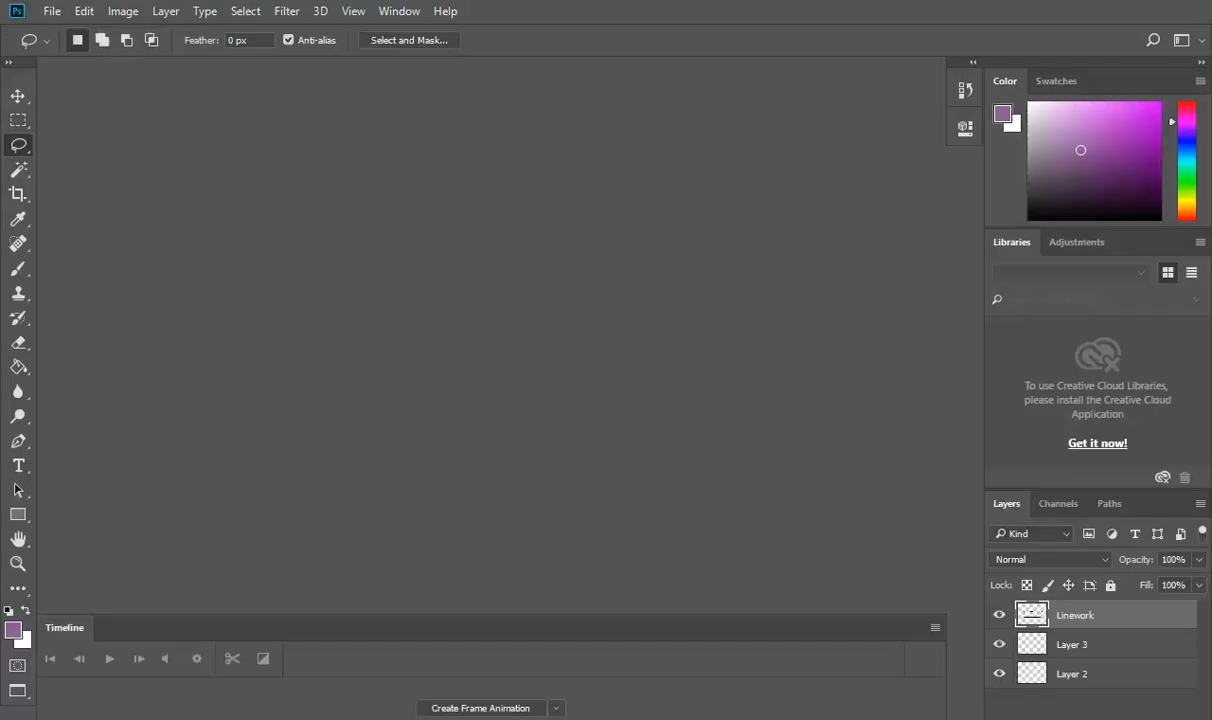 Ps File Edit Image Layer Type Select Filter 3D View Window Help
Feather: 0 px Anti-alias Select and Mask...
Color Swatches
Libraries Adjustments
To use Creative Cloud Libraries,
please install the Creative Cloud
Application
Get it now!
Layers Channels Paths
Kind T
Normal Opacity: 100%
Lock: Fill: 100%
Linework
Layer 3
Layer 2
T
Timeline
Create Frame Animation